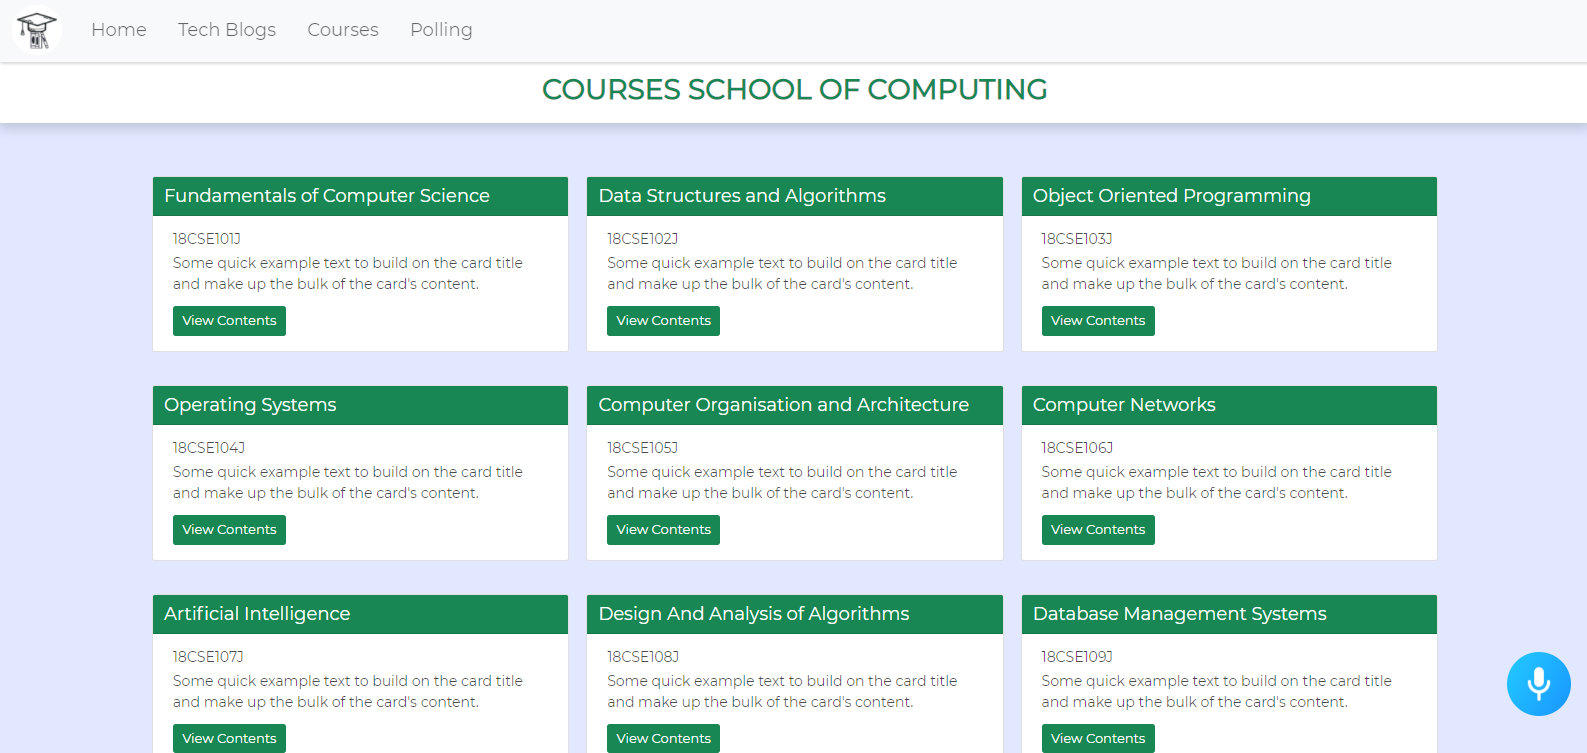 Home Tech Blogs Courses Polling
COURSES SCHOOL OF COMPUTING
Fundamentals of Computer Science
18CSE101J
Some quick example text to build on the card title
and make up the bulk of the card's content.
View Contents
Data Structures and Algorithms
18CSE102J
Some quick example text to build on the card title
and make up the bulk of the card's content.
View Contents
Object Oriented Programming
18CSE103J
Some quick example text to build on the card title
and make up the bulk of the card's content.
View Contents
Operating Systems
18CSE104J
Some quick example text to build on the card title
and make up the bulk of the card's content.
View Contents
Computer Organisation and Architecture
18CSE105J
Some quick example text to build on the card title
and make up the bulk of the card's content.
View Contents
Computer Networks
18CSE106J
Some quick example text to build on the card title
and make up the bulk of the card's content.
View Contents
Artificial Intelligence
18CSE107J
Some quick example text to build on the card title
and make up the bulk of the card's content.
View Contents
Design And Analysis of Algorithms
18CSE108J
Some quick example text to build on the card title
and make up the bulk of the card's content.
View Contents
Database Management Systems
18CSE109J
Some quick example text to build on the card title
and make up the bulk of the card's content.
View Contents